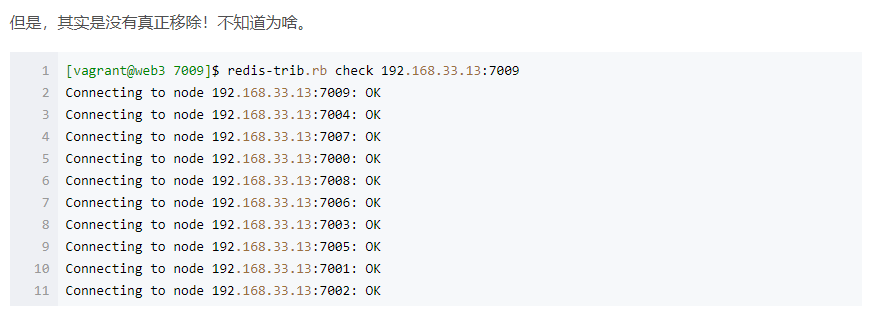 但是，其实是没有真正移除！不知道为啥。
1 [vagrant@web3 7009]$ redis-trib.rb check 192.168.33.13:7009
2 Connecting to node 192.168.33.13:7009: OK
3 Connecting to node 192.168.33.13:7004: OK
4 Connecting to node 192.168.33.13:7007: OK
5 Connecting to node 192.168.33.13:7000: OK
6 Connecting to node 192.168.33.13:7008: OK
7 Connecting to node 192.168.33.13:7006: OK
8 Connecting to node 192.168.33.13:7003: OK
9 Connecting to node 192.168.33.13:7005: OK
10 Connecting to node 192.168.33.13:7001: OK
11 Connecting to node 192.168.33.13:7002: OK